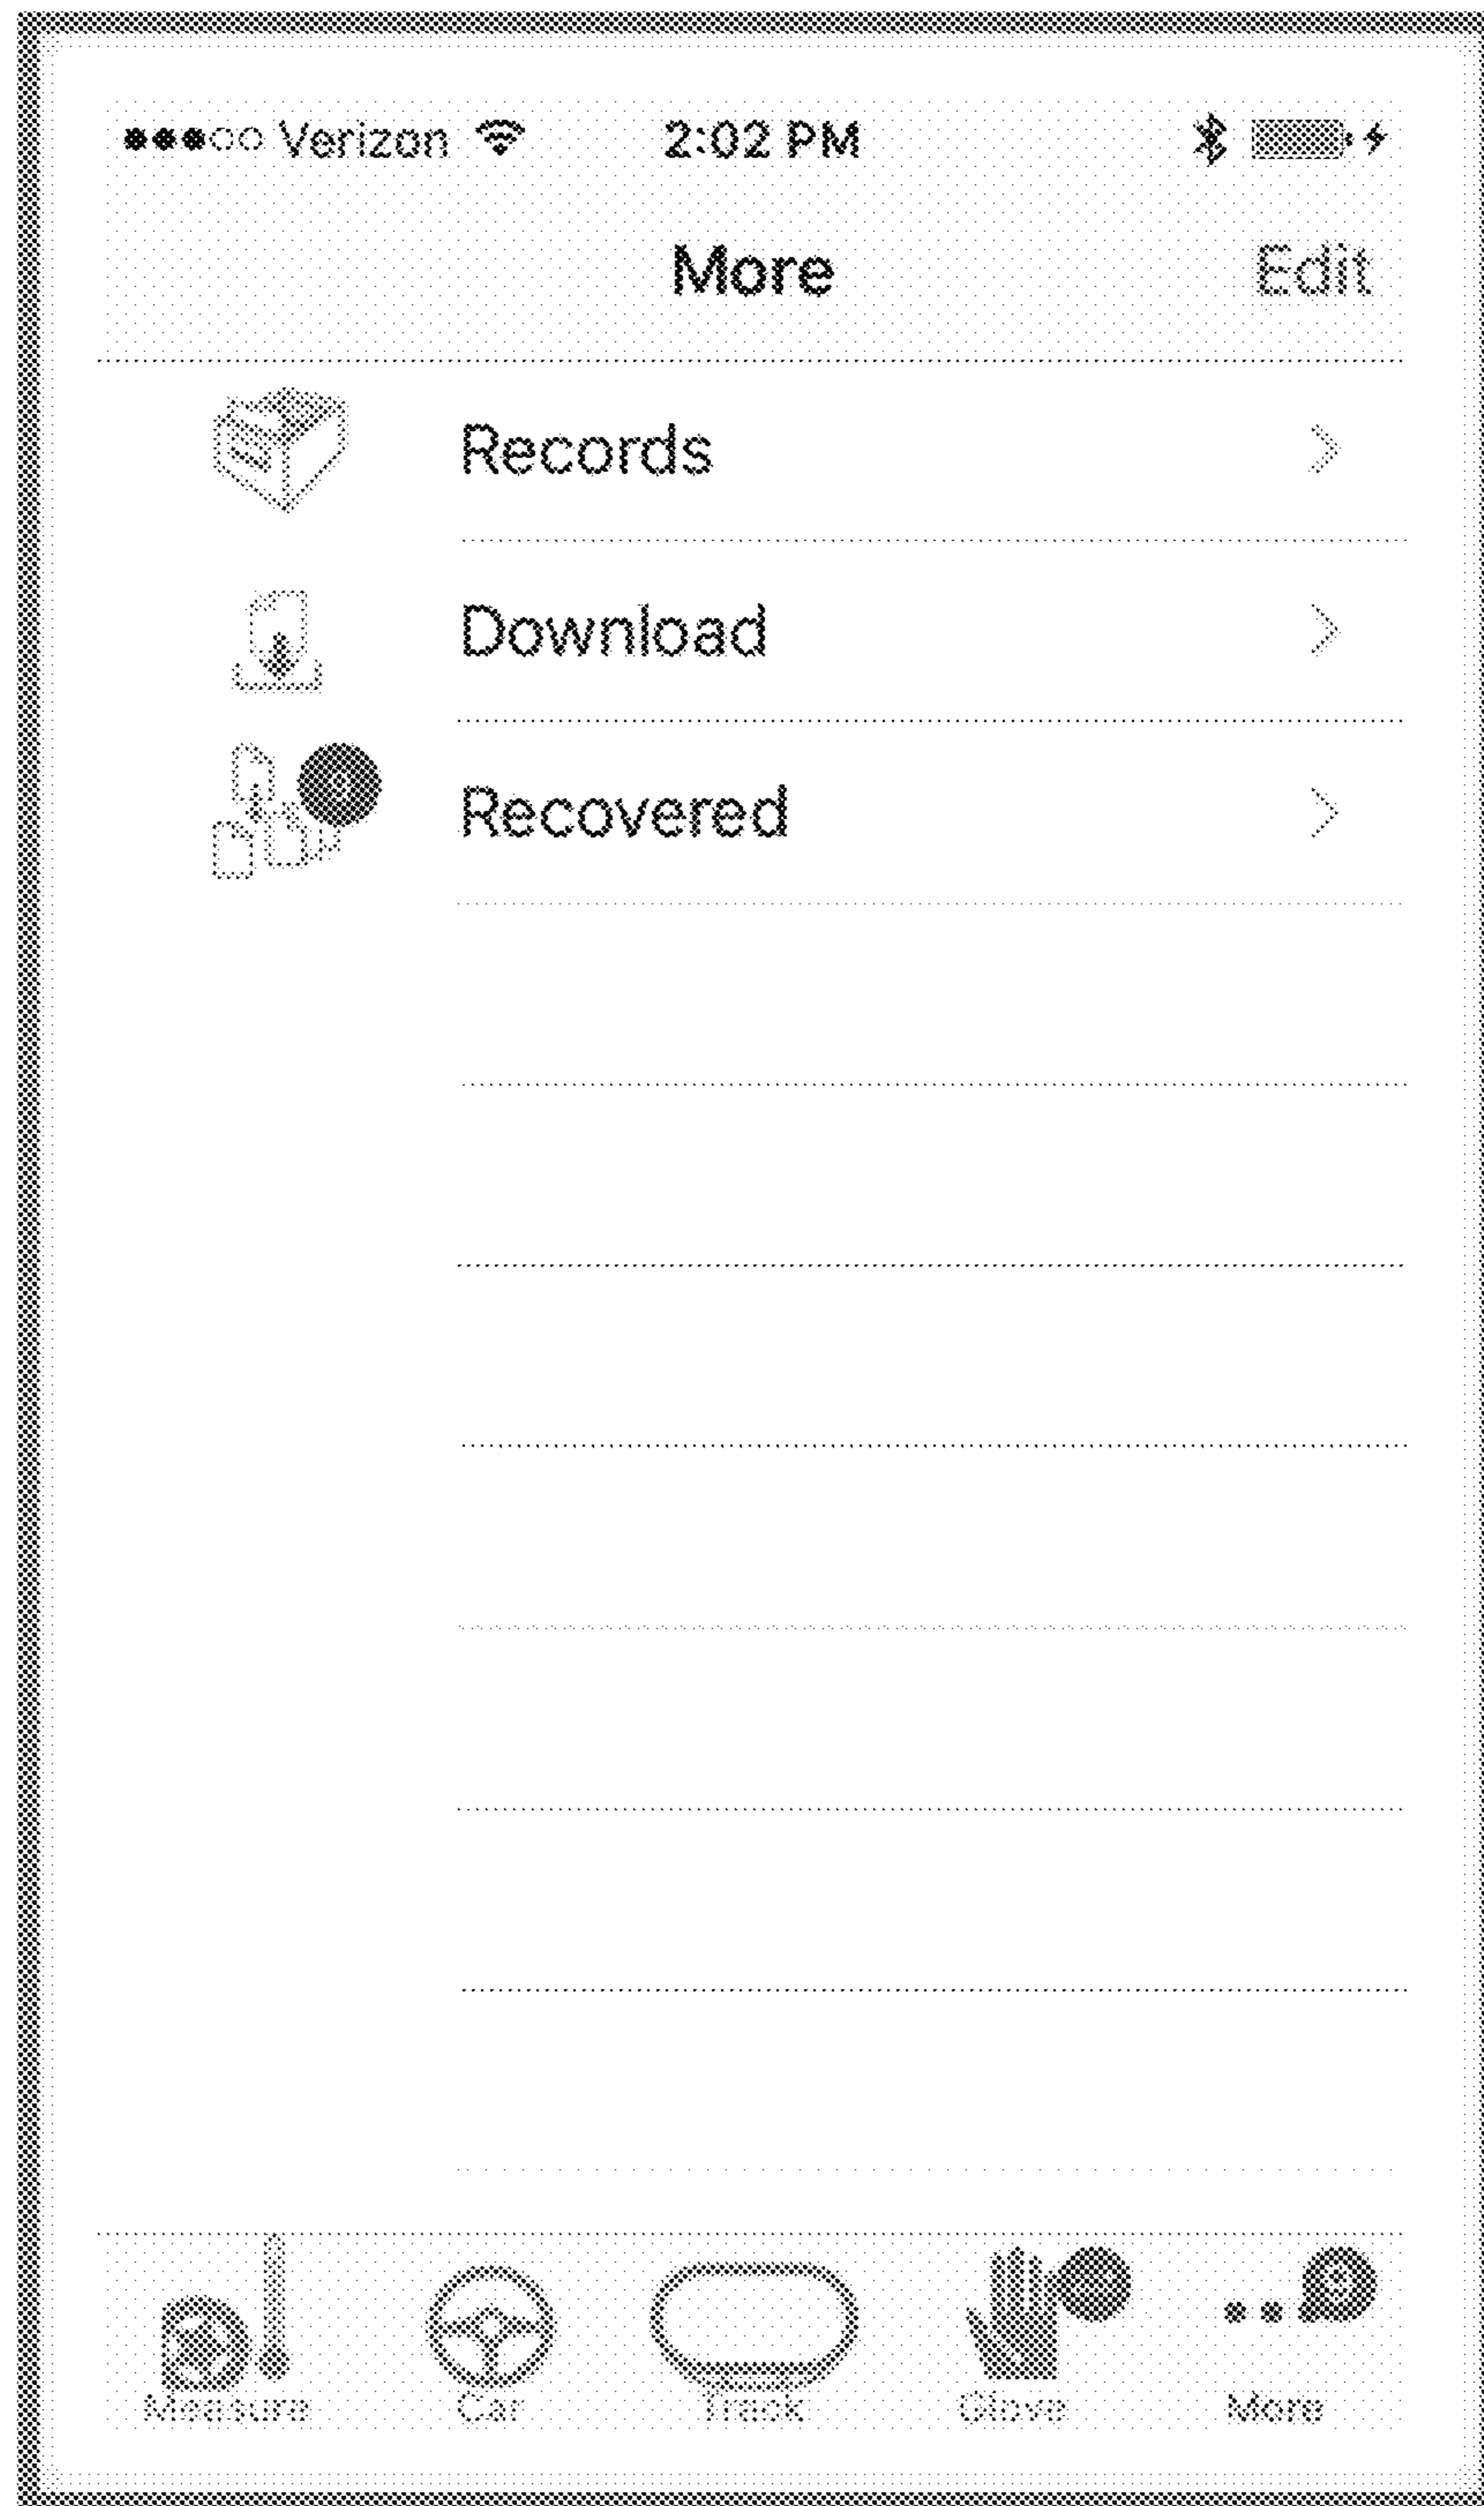 Verizon 2:02 PM
More Edit
Records
Download
Recovered
Measure Car Track Glove More